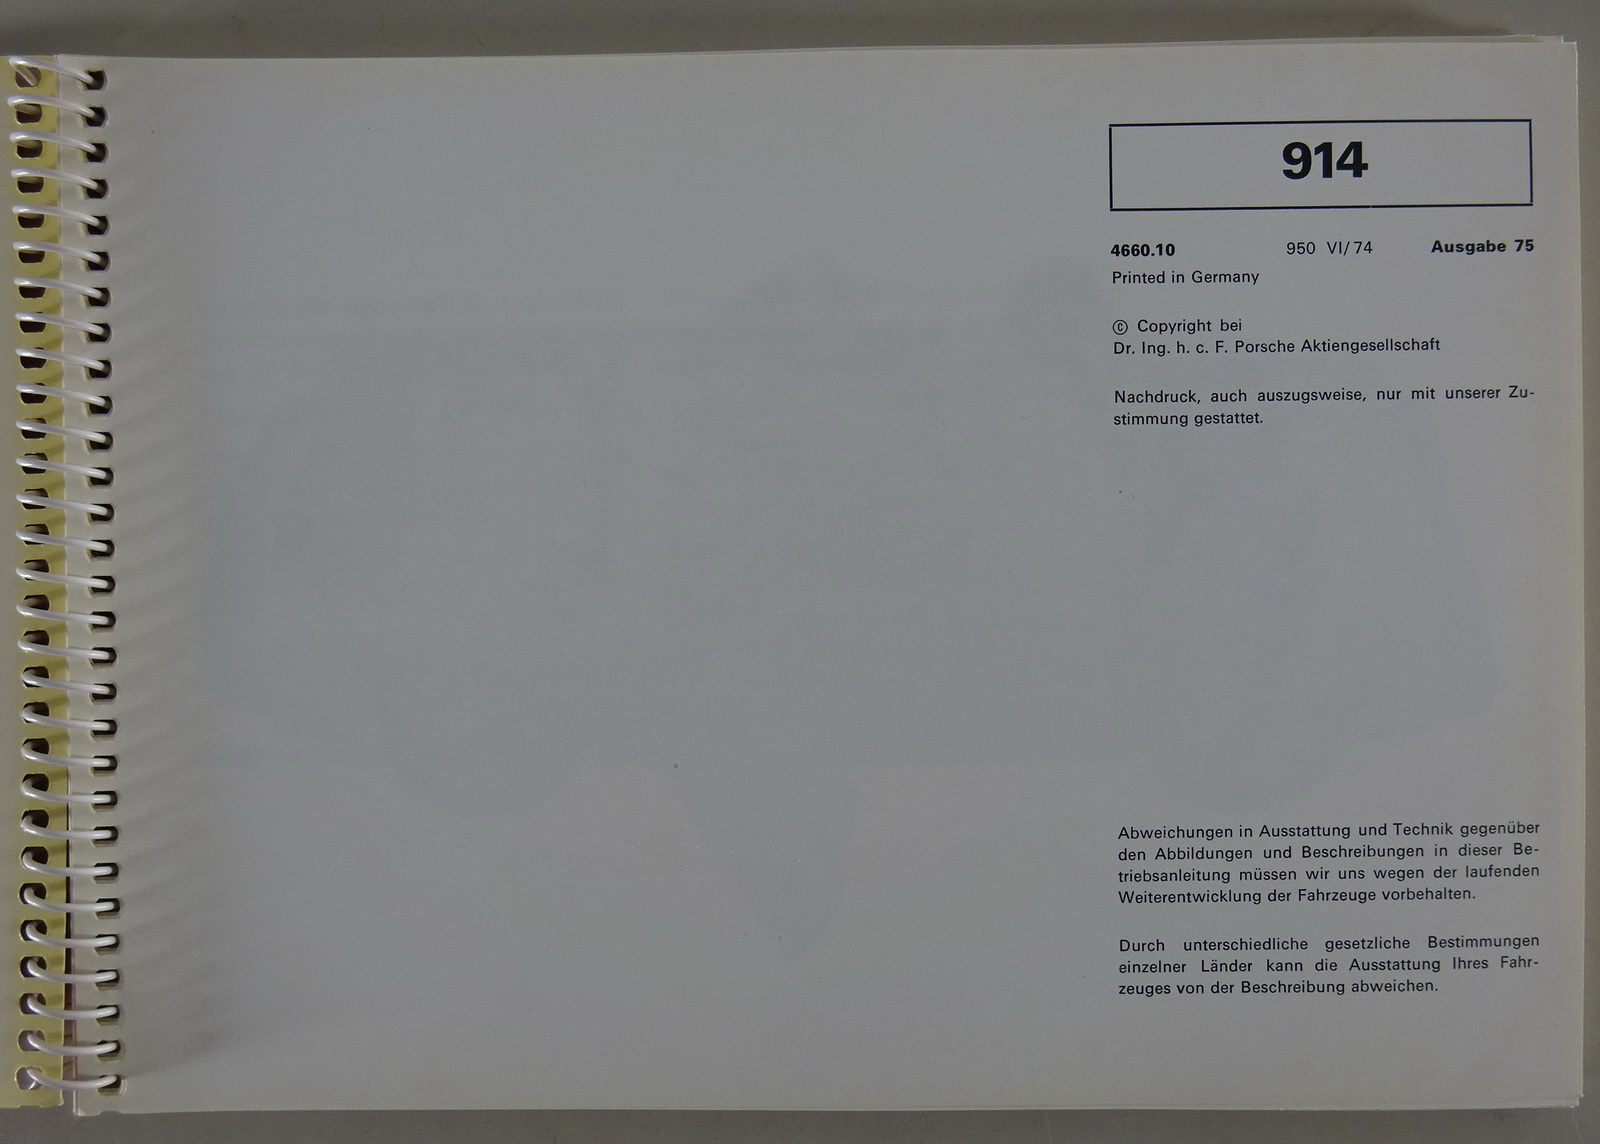 914
4660.10 950 VI/74 Ausgabe 75
Printed in Germany
© Copyright bei
Dr. Ing. h. c. F. Porsche Aktiengesellschaft
Nachdruck, auch auszugsweise, nur mit unserer Zu-
stimmung gestattet.
Abweichungen in Ausstattung und Technik gegenüber
den Abbildungen und Beschreibungen in dieser Be-
triebsanleitung müssen wir uns wegen der laufenden
Weiterentwicklung der Fahrzeuge vorbehalten.
Durch unterschiedliche gesetzliche Bestimmungen
einzelner Länder kann die Ausstattung Ihres Fahr-
zeuges von der Beschreibung abweichen.